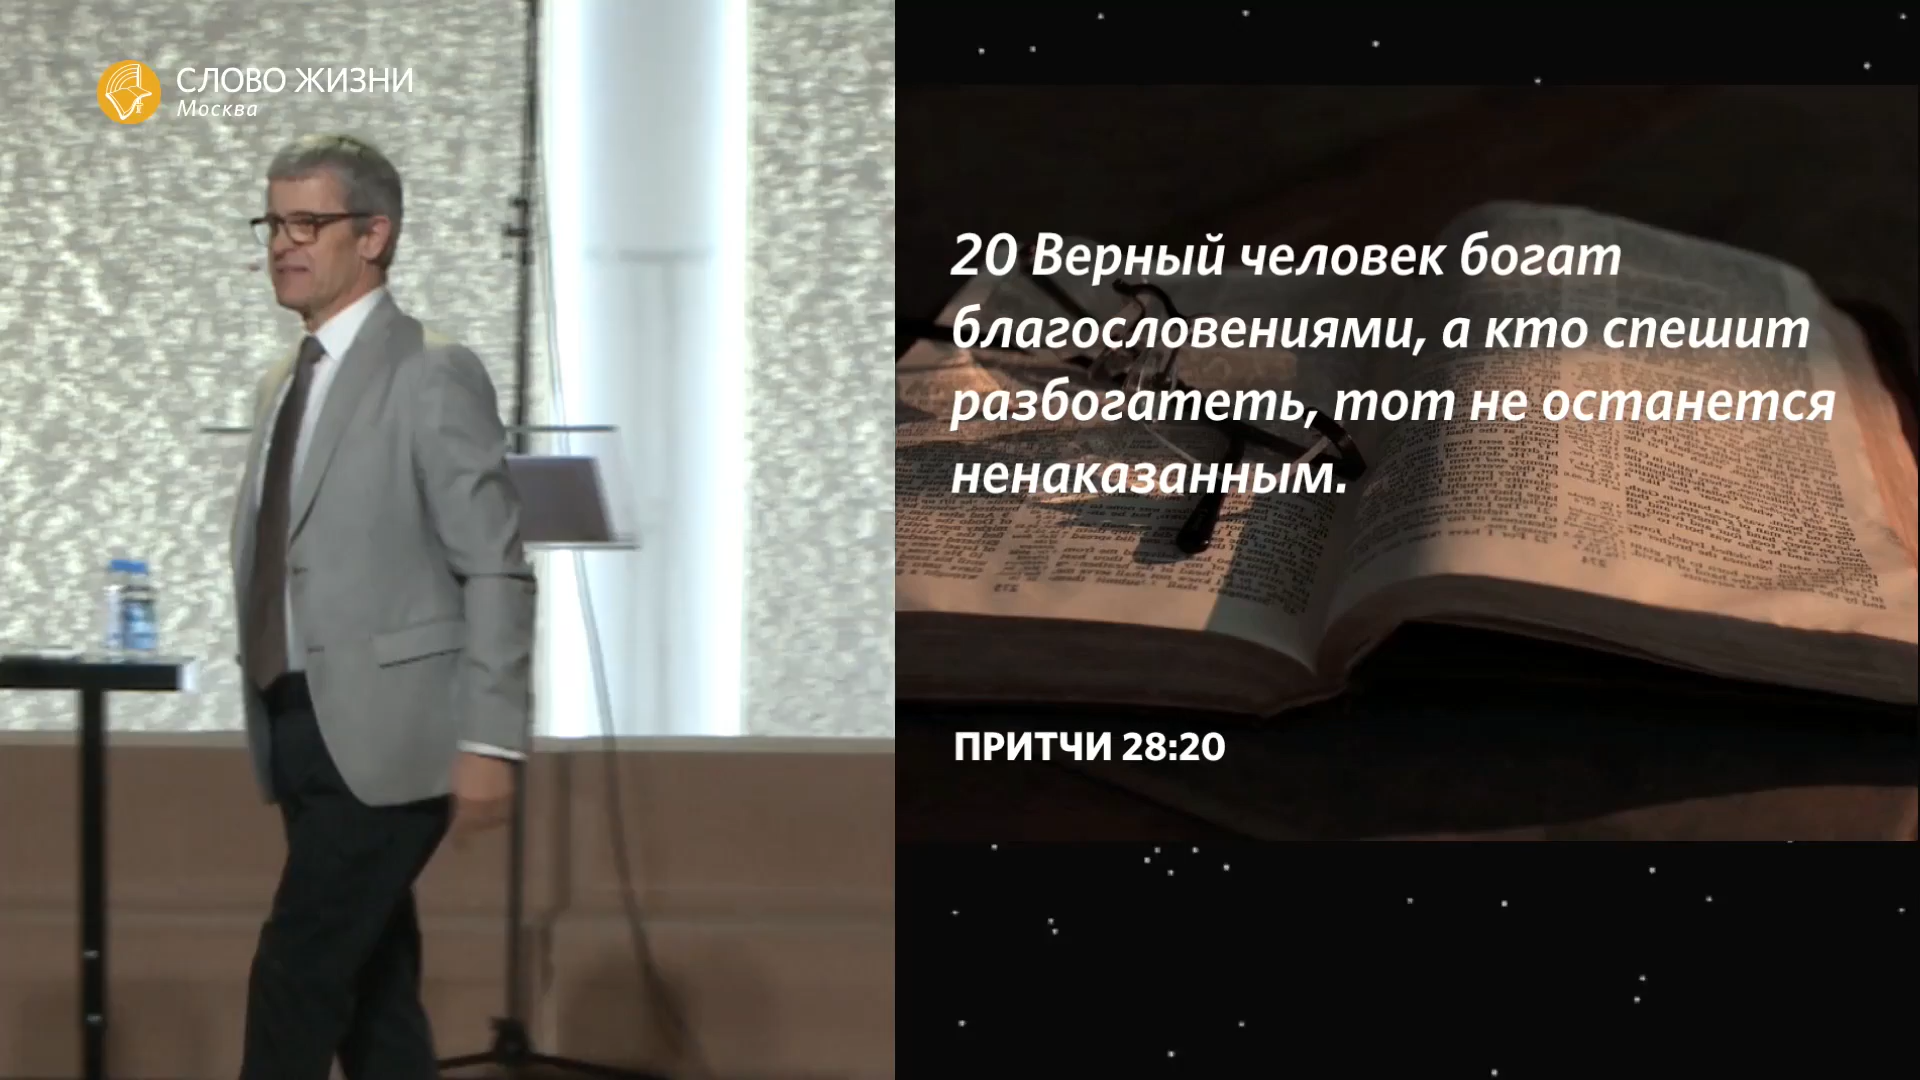 СЛОВО ЖИЗНИ
Москва
20 Верный человек богат
благословениями, а кто спешит
разбогатеть, тот не останется
ненаказанным.
ПРИТЧИ 28:20